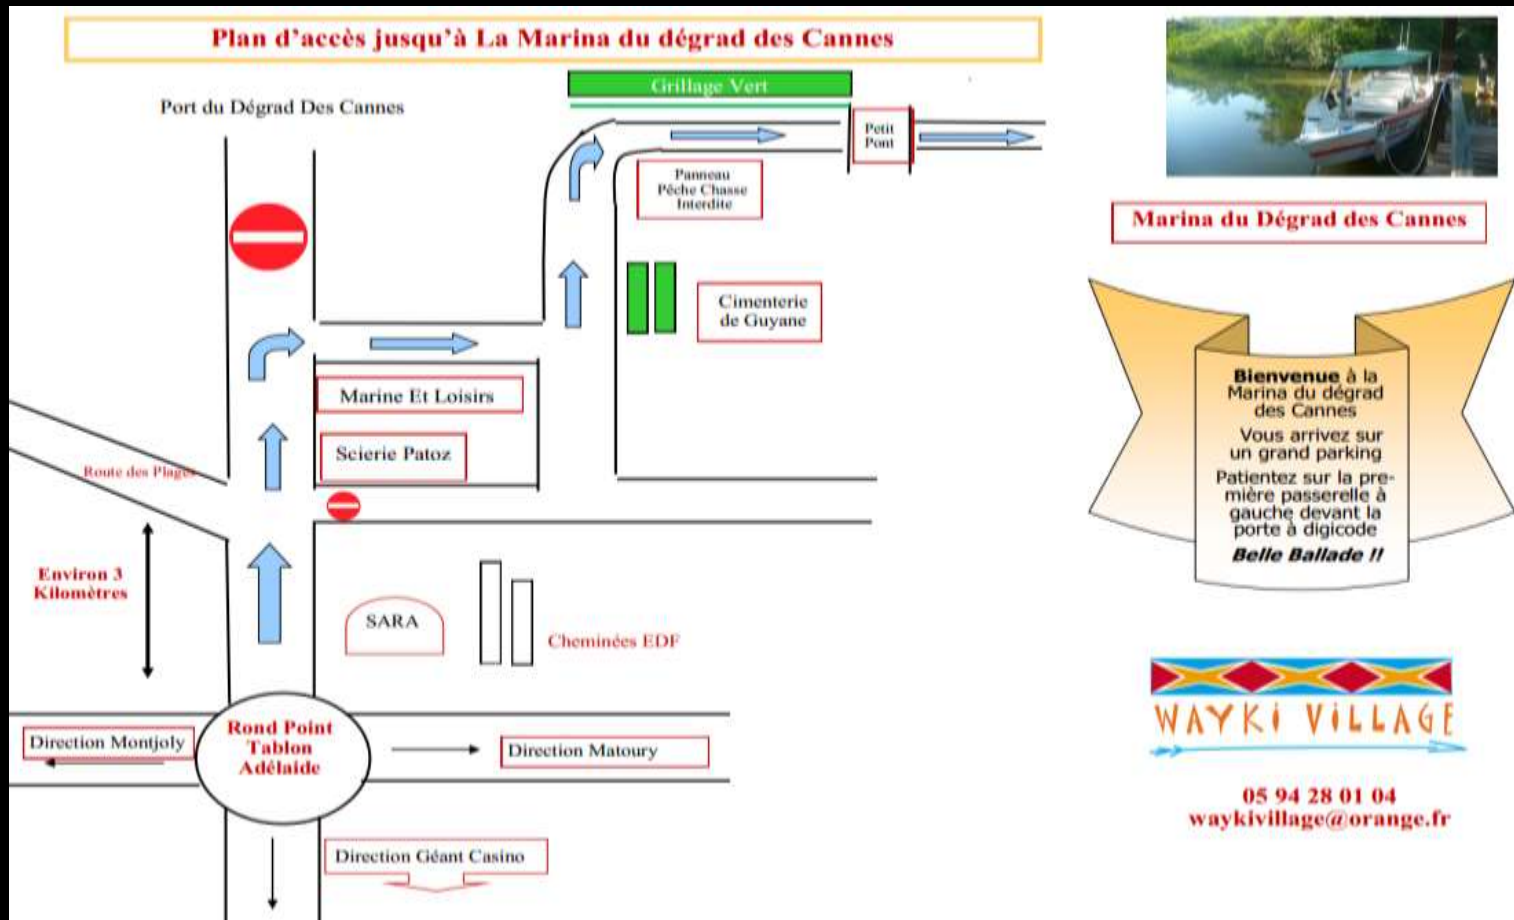 Plan d'accès jusqu'à La Marina du dégrad des Cannes
Grillage Vert
Port du Dégrad Des Cannes
Petit
Pont
Panneau
Pêche Chasse
Interdite
Cimenterie
de Guyane
Marine Et Loisirs
Scierie Patoz
Route des Plages
Environ 3
Kilomètres
SARA
Cheminées EDF
Direction Montjoly
Rond Point
Tablon
Adélaide
Direction Matoury
Direction Géant Casino
Marina du Dégrad des Cannes
Bienvenue à la
Marina du dégrad
des Cannes
Vous arrivez sur
un grand parking
Patientez sur la pre-
mière passerelle à
gauche devant la
porte à digicode
Belle Ballade !!
WAYKi ViLLAGE
05 94 28 01 04
waykivillage@orange.fr